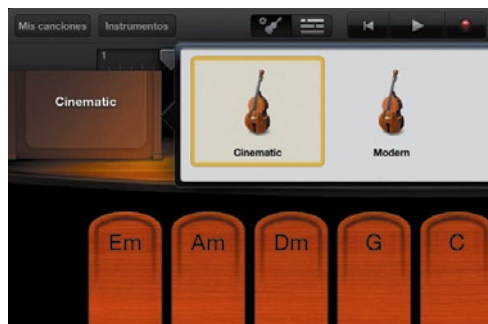 Mis canciones Instrumentos
1
Cinematic
Cinematic Modern
Em Am Dm G C